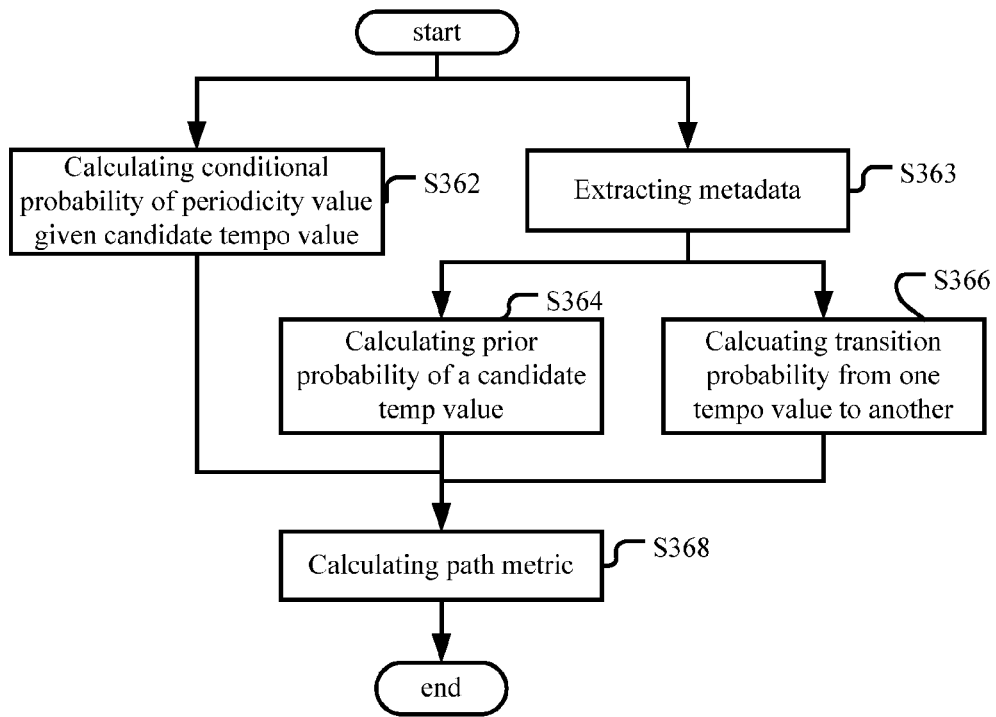 start
Calculating conditional
probability of periodicity value
given candidate tempo value
S362
Extracting metadata
S363
S364
Calculating prior
probability of a candidate
temp value
S366
Calcuating transition
probability from one
tempo value to another
Calculating path metric
S368
end